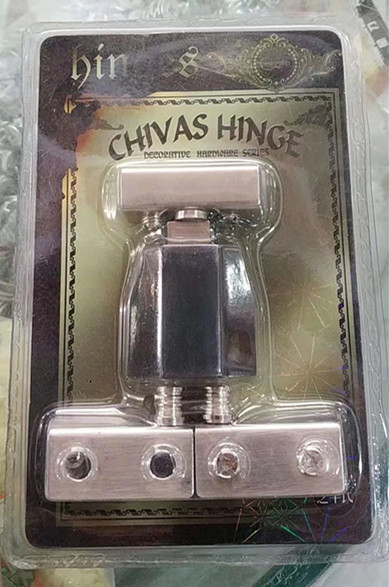 CHIVAS HINGE
DECORATIVE HARDWARE SERIES